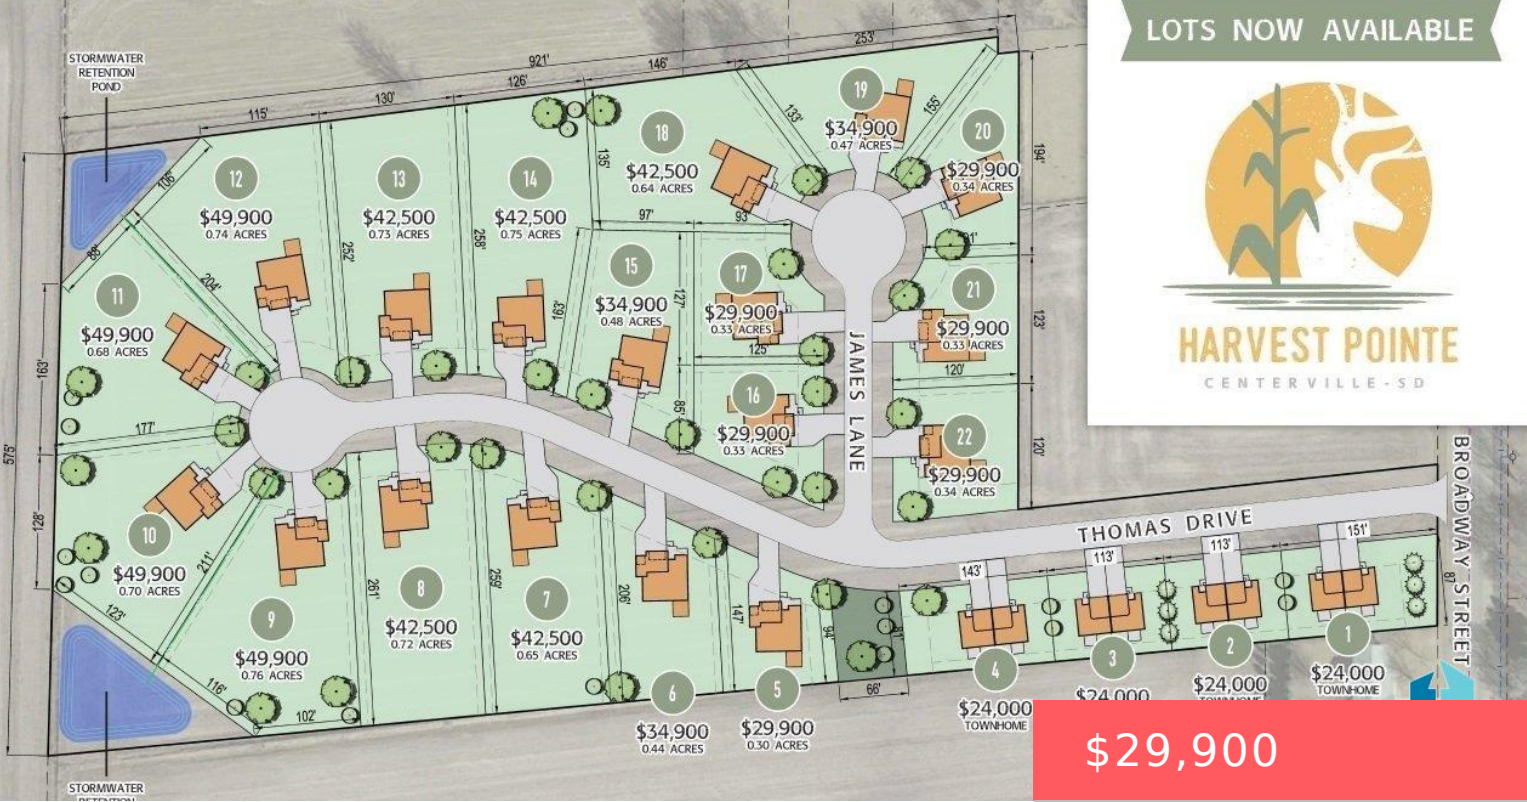 LOTS NOW AVAILABLE
HARVEST POINTE
CENTERVILLE-SD
STORMWATER
RETENTION
POND
921'
253'
115'
130'
126'
146'
106'
88'
204'
252'
258'
135'
133'
155'
194'
12
$49,900
0.74 ACRES
13
$42,500
0.73 ACRES
14
$42,500
0.75 ACRES
18
$42,500
0.64 ACRES
19
$34,900
0.47 ACRES
20
$29,900
0.34 ACRES
97'
93'
11
$49,900
0.68 ACRES
15
$34,900
0.48 ACRES
163'
127'
17
$29,900
0.33 ACRES
125'
21
$29,900
0.33 ACRES
123'
120'
163'
177'
85'
16
$29,900
0.33 ACRES
22
$29,900
0.34 ACRES
120'
JAMES LANE
THOMAS DRIVE
BROADWAY STREET
575'
128'
10
$49,900
0.70 ACRES
123'
211'
116'
102'
9
$49,900
0.76 ACRES
261'
8
$42,500
0.72 ACRES
259'
7
$42,500
0.65 ACRES
206'
6
$34,900
0.44 ACRES
147'
5
$29,900
0.30 ACRES
94'
66'
143'
113'
113'
151'
87'
4
$24,000
TOWNHOME
3
$24,000
2
$24,000
TOWNHOME
1
$24,000
TOWNHOME
STORMWATER
RETENTION
$29,900